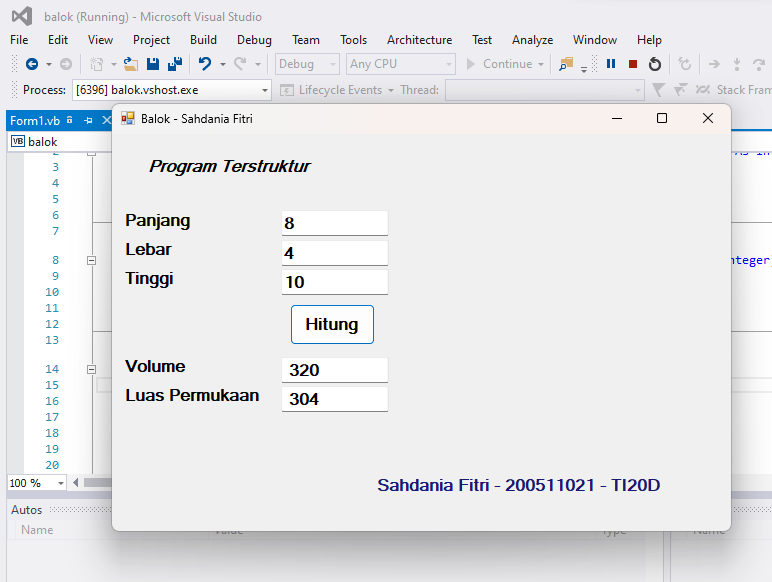 balok (Running) - Microsoft Visual Studio
File Edit View Project Build Debug Team Tools Architecture Test Analyze Window Help
Debug Any CPU Continue
Process: [6396] balok.vshost.exe Lifecycle Events Thread: Stack Fram
Form1.vb
VB balok
Balok - Sahdania Fitri
Program Terstruktur
Panjang 8
Lebar 4
Tinggi 10
Hitung
Volume 320
Luas Permukaan 304
Sahdania Fitri - 200511021 - TI20D
3
4
5
6
7
8
9
10
11
12
13
14
15
16
17
18
19
20
nteger
100 %
Autos
Name Value Type Name